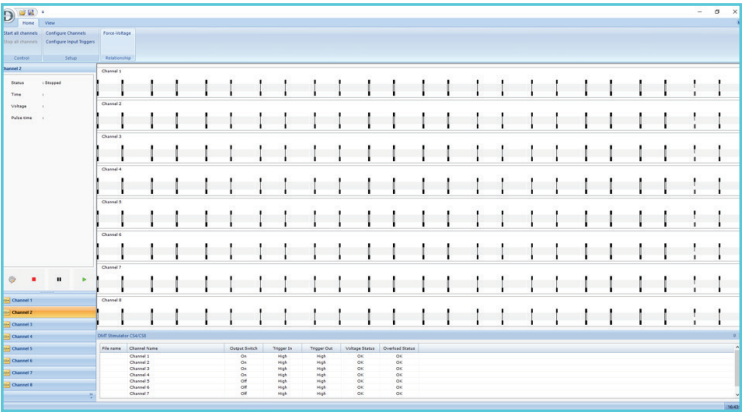 Home View
Start all channels Configure Channels Force-Voltage
Stop all channels Configure Input Triggers
Control Setup Relationship
Channel 2
Status : Stopped
Time :
Voltage :
Pulse time :
Channel 1
Channel 2
Channel 3
Channel 4
Channel 5
Channel 6
Channel 7
Channel 8
Channel 1
Channel 2
Channel 3
Channel 4
Channel 5
Channel 6
Channel 7
Channel 8
File name Channel Name Output Switch Trigger In Trigger Out Voltage Status Overload Status
Channel 1 On High High OK OK
Channel 2 On High High OK OK
Channel 3 On High High OK OK
Channel 4 On High High OK OK
Channel 5 Off High High OK OK
Channel 6 Off High High OK OK
Channel 7 Off High High OK OK
16:45